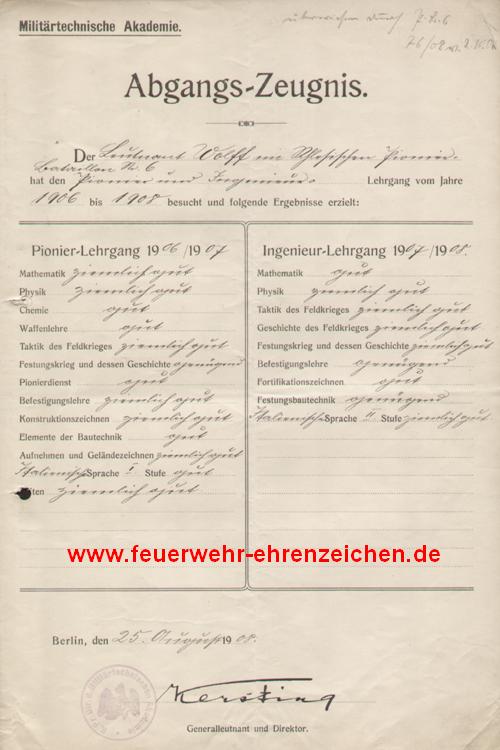 Militärtechnische Akademie.
Abgangs-Zeugnis.
Der Leutnant Wolff im Schlesischen Pionier-
Bataillon Nr. 6
hat den Pionier und Ingenieur- Lehrgang vom Jahre
1906 bis 1908 besucht und folgende Ergebnisse erzielt:
Pionier-Lehrgang 1906/1907
Mathematik ziemlich gut
Physik ziemlich gut
Chemie gut
Waffenlehre gut
Taktik des Feldkrieges ziemlich gut
Festungskrieg und dessen Geschichte genügend
Pionierdienst gut
Befestigungslehre ziemlich gut
Konstruktionszeichnen ziemlich gut
Elemente der Bautechnik gut
Aufnehmen und Geländezeichnen ziemlich gut
Italienische Sprache I Stufe gut
ziemlich gut
Ingenieur-Lehrgang 1907/1908.
Mathematik gut
Physik ziemlich gut
Taktik des Feldkrieges ziemlich gut
Geschichte des Feldkrieges ziemlich gut
Festungskrieg und dessen Geschichte ziemlich gut
Befestigungslehre genügend
Fortifikationszeichnen gut
Festungsbautechnik genügend
Italienische Sprache II Stufe ziemlich gut
www.feuerwehr-ehrenzeichen.de
Berlin, den 25. August 1908.
Kersting
Generalleutnant und Direktor.